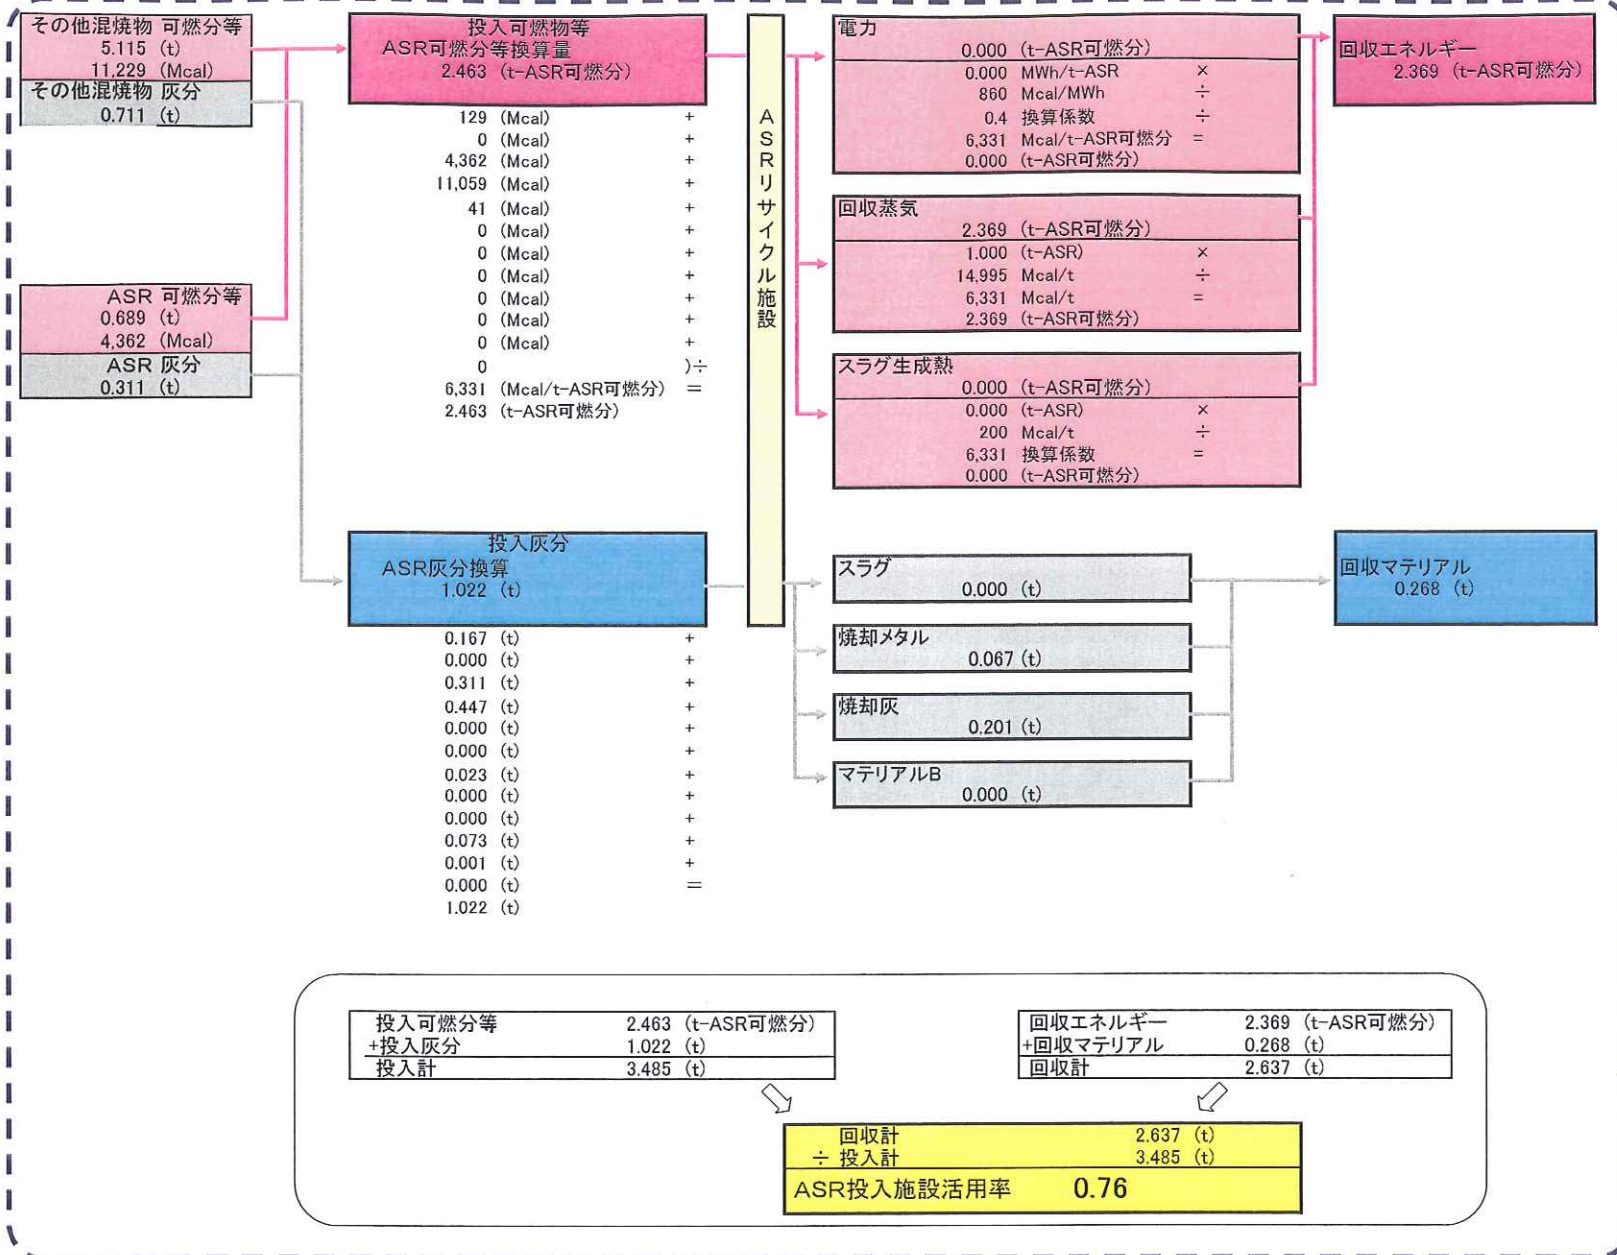 その他混焼物 可燃分等
5.115 (t)
11,229 (Mcal)
その他混焼物 灰分
0.711 (t)
ASR 可燃分等
0.689 (t)
4,362 (Mcal)
ASR 灰分
0.311 (t)
投入可燃物等
ASR可燃分等換算量
2.463 (t-ASR可燃分)
129 (Mcal) +
0 (Mcal) +
4,362 (Mcal) +
11,059 (Mcal) +
41 (Mcal) +
0 (Mcal) +
0 (Mcal) +
0 (Mcal) +
0 (Mcal) +
0 (Mcal) +
0 (Mcal) +
0 )÷
6,331 (Mcal/t-ASR可燃分) =
2.463 (t-ASR可燃分)
投入灰分
ASR灰分換算
1.022 (t)
0.167 (t) +
0.000 (t) +
0.311 (t) +
0.447 (t) +
0.000 (t) +
0.000 (t) +
0.023 (t) +
0.000 (t) +
0.000 (t) +
0.073 (t) +
0.001 (t) +
0.000 (t) =
1.022 (t)
ASRリサイクル施設
電力
0.000 (t-ASR可燃分)
0.000 MWh/t-ASR ×
860 Mcal/MWh ÷
0.4 換算係数 ÷
6,331 Mcal/t-ASR可燃分 =
0.000 (t-ASR可燃分)
回収蒸気
2.369 (t-ASR可燃分)
1.000 (t-ASR) ×
14,995 Mcal/t ÷
6,331 Mcal/t =
2.369 (t-ASR可燃分)
スラグ生成熱
0.000 (t-ASR可燃分)
0.000 (t-ASR) ×
200 Mcal/t ÷
6,331 換算係数 =
0.000 (t-ASR可燃分)
スラグ
0.000 (t)
焼却メタル
0.067 (t)
焼却灰
0.201 (t)
マテリアルB
0.000 (t)
回収エネルギー
2.369 (t-ASR可燃分)
回収マテリアル
0.268 (t)
投入可燃分等 2.463 (t-ASR可燃分)
+投入灰分 1.022 (t)
投入計 3.485 (t)
回収エネルギー 2.369 (t-ASR可燃分)
+回収マテリアル 0.268 (t)
回収計 2.637 (t)
回収計 2.637 (t)
÷ 投入計 3.485 (t)
ASR投入施設活用率 0.76